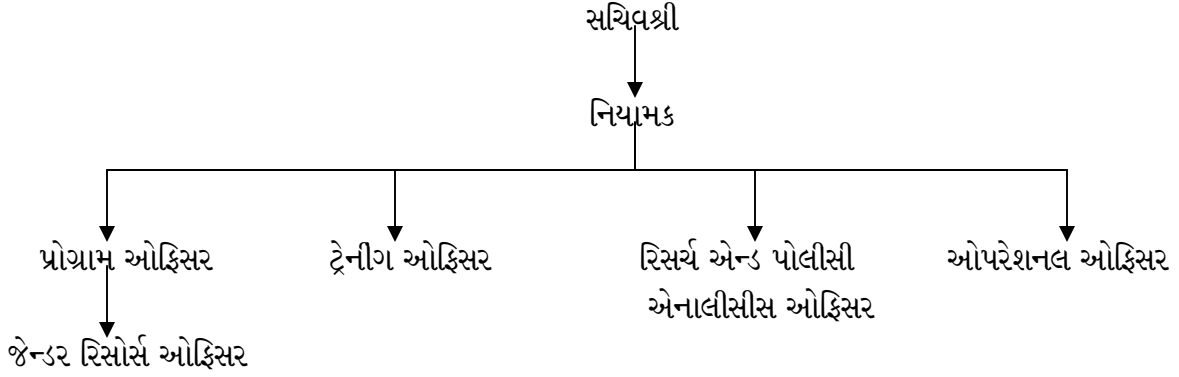 સચિવશ્રી
નિયામક
પ્રોગ્રામ ઓફિસર
ટ્રેનીંગ ઓફિસર
રિસર્ચ એન્ડ પોલીસી
એનાલીસીસ ઓફિસર
ઓપરેશનલ ઓફિસર
જેન્ડર રિસોર્સ ઓફિસર